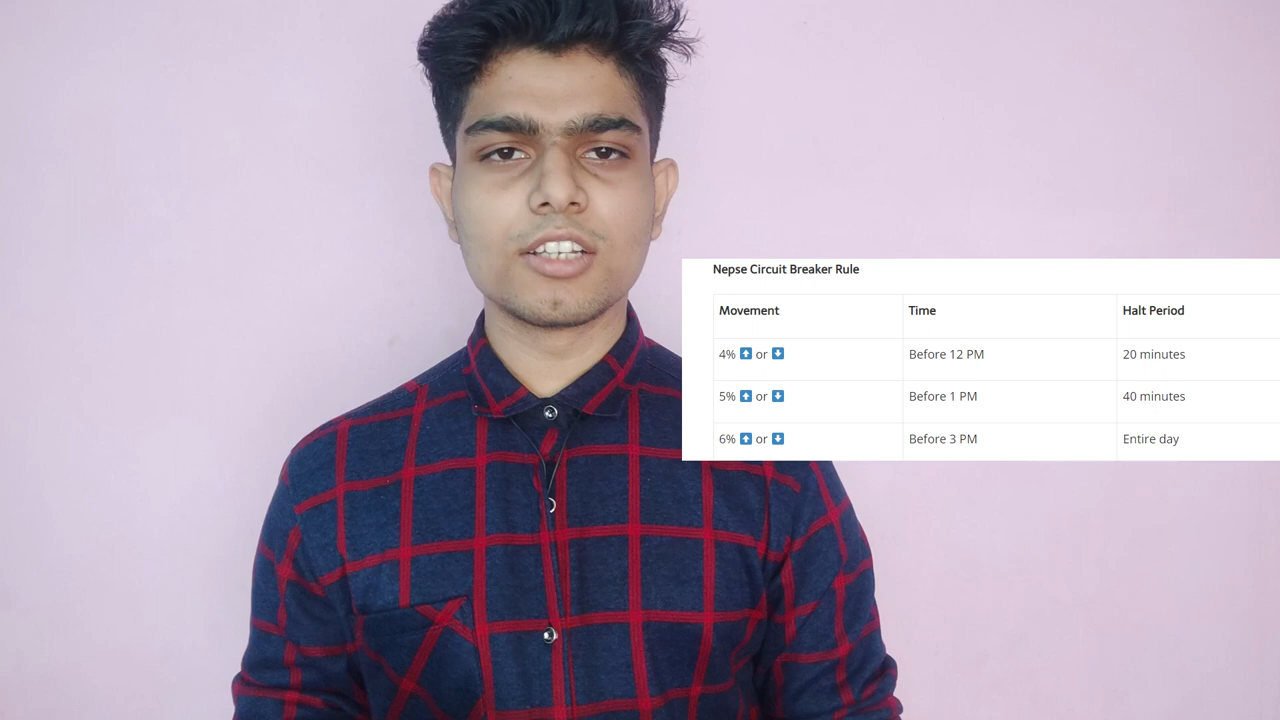 Nepse Circuit Breaker Rule
Movement Time Halt Period
4% ⬆️ or ⬇️ Before 12 PM 20 minutes
5% ⬆️ or ⬇️ Before 1 PM 40 minutes
6% ⬆️ or ⬇️ Before 3 PM Entire day